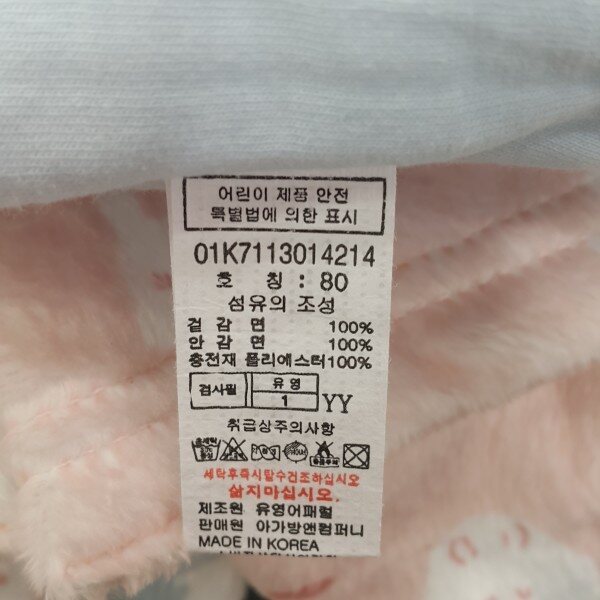 어린이 제품 안전
특별법에 의한 표시
01K7113014214
호 칭 : 80
섬유의 조성
겉 감 면 100%
안 감 면 100%
충전재 폴리에스터 100%
검사필 유영 1 YY
취급상주의사항
세탁후즉시탈수건조하십시오
삶지마십시오.
제조원 유영어패럴
판매원 아가방앤컴퍼니
MADE IN KOREA